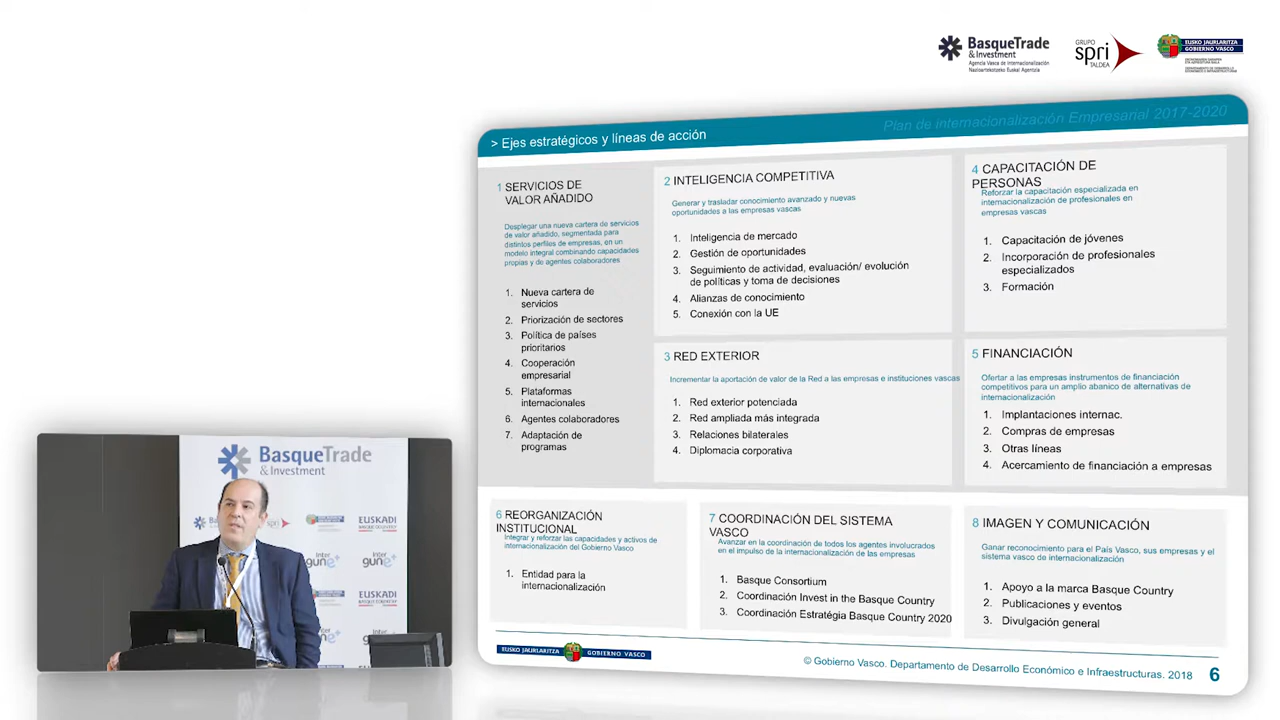 BasqueTrade
& Investment
Agencia Vasca de Internacionalización
Nazioartekotzeko Euskal Agentzia
GRUPO
spri
TALDEA
EUSKO JAURLARITZA
GOBIERNO VASCO
> Ejes estratégicos y líneas de acción
Plan de internacionalización Empresarial 2017-2020
1 SERVICIOS DE
VALOR AÑADIDO
Desplegar una nueva cartera de servicios
de valor añadido, segmentada para
distintos perfiles de empresas, en un
modelo integral combinando capacidades
propias y de agentes colaboradores
1. Nueva cartera de
servicios
2. Priorización de sectores
3. Política de países
prioritarios
4. Cooperación
empresarial
5. Plataformas
internacionales
6. Agentes colaboradores
7. Adaptación de
programas
2 INTELIGENCIA COMPETITIVA
Generar y trasladar conocimiento avanzado y nuevas
oportunidades a las empresas vascas
1. Inteligencia de mercado
2. Gestión de oportunidades
3. Seguimiento de actividad, evaluación/ evolución
de políticas y toma de decisiones
4. Alianzas de conocimiento
5. Conexión con la UE
3 RED EXTERIOR
Incrementar la aportación de valor de la Red a las empresas e instituciones vascas
1. Red exterior potenciada
2. Red ampliada más integrada
3. Relaciones bilaterales
4. Diplomacia corporativa
4 CAPACITACIÓN DE
PERSONAS
Reforzar la capacitación especializada en
internacionalización de profesionales en
empresas vascas
1. Capacitación de jóvenes
2. Incorporación de profesionales
especializados
3. Formación
5 FINANCIACIÓN
Ofertar a las empresas instrumentos de financiación
competitivos para un amplio abanico de alternativas de
internacionalización
1. Implantaciones internac.
2. Compras de empresas
3. Otras líneas
4. Acercamiento de financiación a empresas
6 REORGANIZACIÓN
INSTITUCIONAL
Integrar y reforzar las capacidades y activos de
internacionalización del Gobierno Vasco
1. Entidad para la
internacionalización
7 COORDINACIÓN DEL SISTEMA
VASCO
Avanzar en la coordinación de todos los agentes involucrados
en el impulso de la internacionalización de las empresas
1. Basque Consortium
2. Coordinación Invest in the Basque Country
3. Coordinación Estratégia Basque Country 2020
8 IMAGEN Y COMUNICACIÓN
Ganar reconocimiento para el País Vasco, sus empresas y el
sistema vasco de internacionalización
1. Apoyo a la marca Basque Country
2. Publicaciones y eventos
3. Divulgación general
EUSKO JAURLARITZA
GOBIERNO VASCO
© Gobierno Vasco. Departamento de Desarrollo Económico e Infraestructuras. 2018
6
BasqueTrade
& Investment
spri
EUSKADI
BASQUE COUNTRY
Inter
gune+
Inter
gune+
EUSKADI
BASQUE COUNTRY